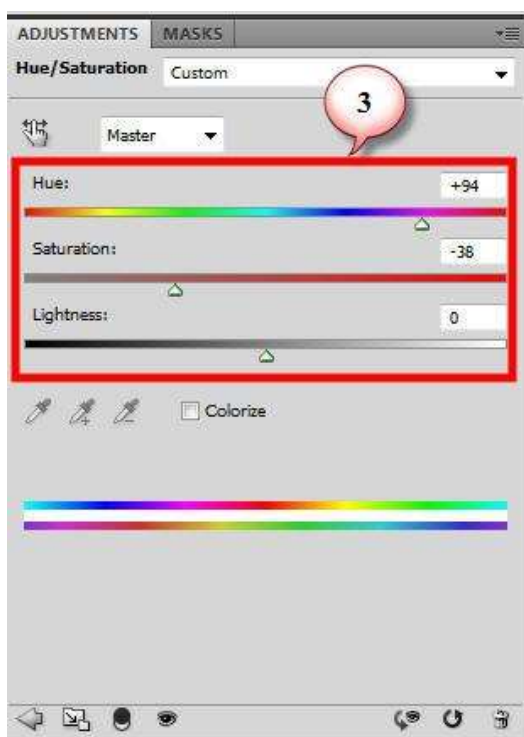 ADJUSTMENTS MASKS
Hue/Saturation Custom
3
Master
Hue: +94
Saturation: -38
Lightness: 0
Colorize